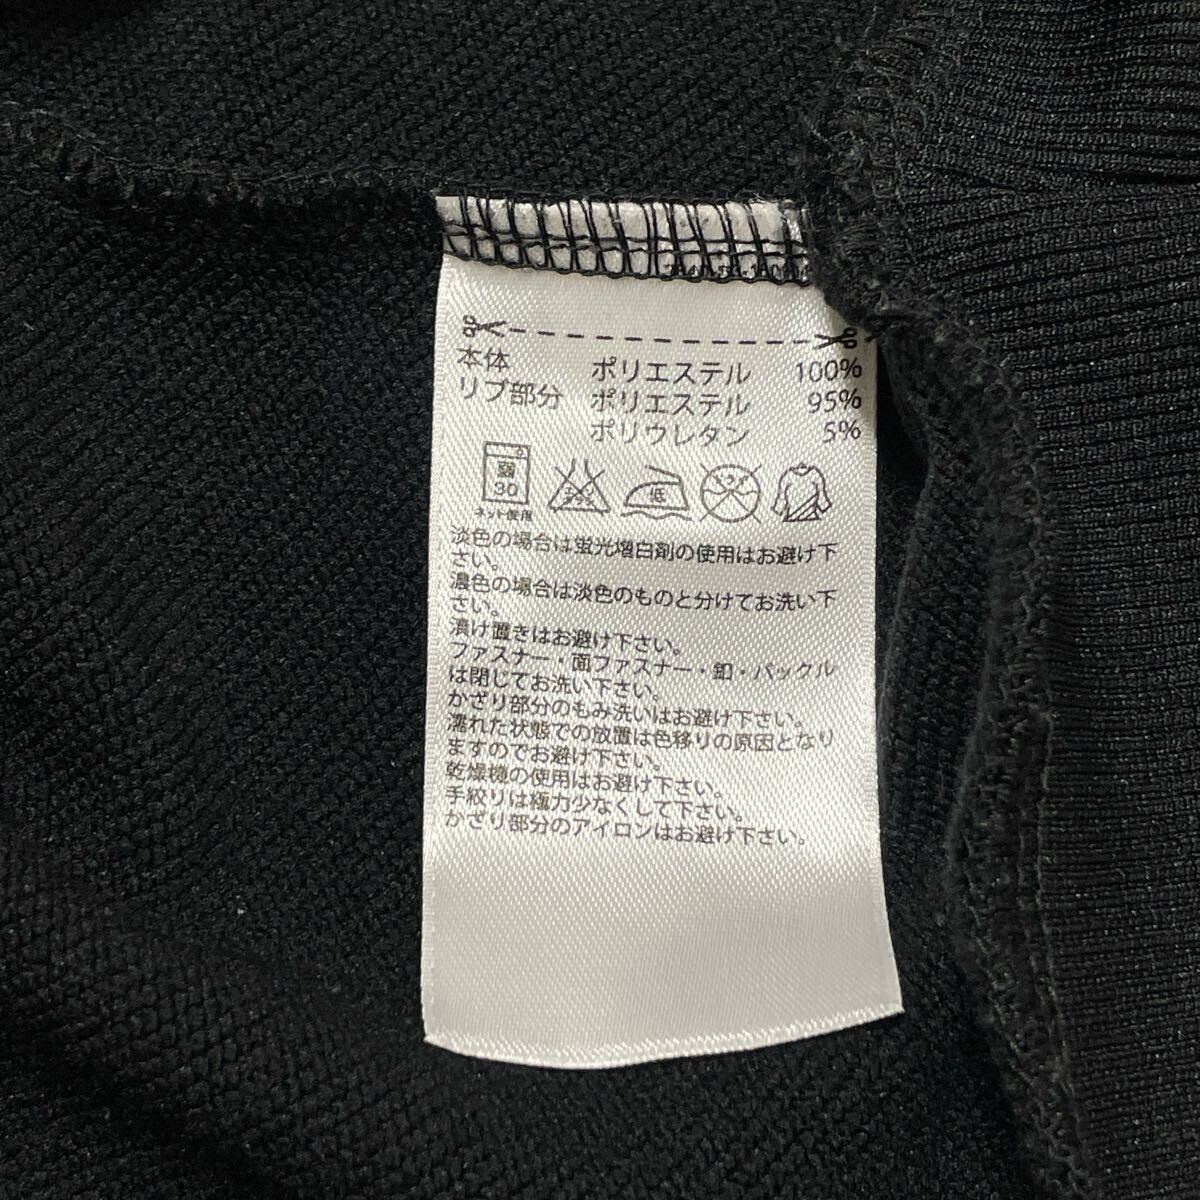 本体 ポリエステル 100%
リブ部分 ポリエステル 95%
ポリウレタン 5%
30 低
ネット使用
淡色の場合は蛍光増白剤の使用はお避け下
さい。
濃色の場合は淡色のものと分けてお洗い下
さい。
漬け置きはお避け下さい。
ファスナー・面ファスナー・釦・バックル
は閉じてお洗い下さい。
かざり部分のもみ洗いはお避け下さい。
濡れた状態での放置は色移りの原因となり
ますのでお避け下さい。
乾燥機の使用はお避け下さい。
手絞りは極力少なくして下さい。
かざり部分のアイロンはお避け下さい。